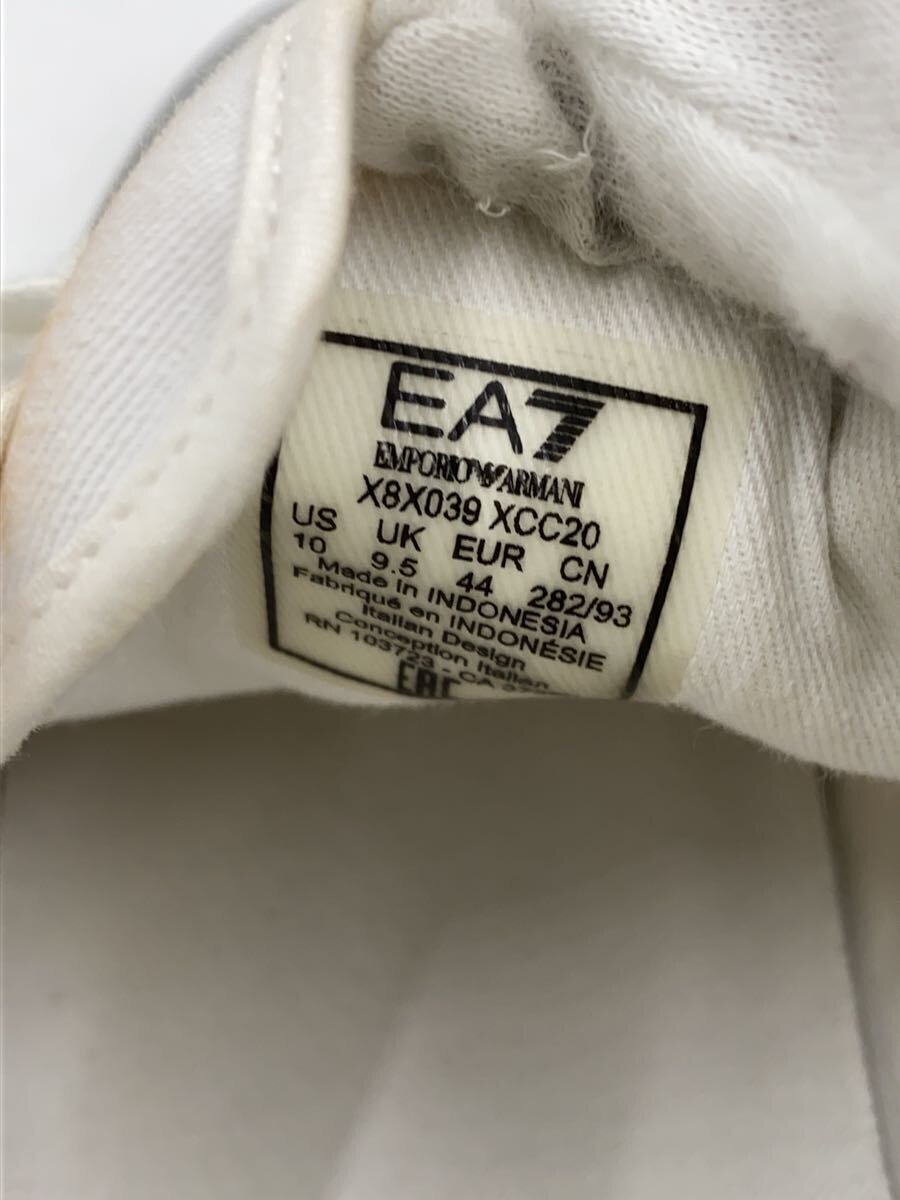 EA7
EMPORIO ARMANI
X8X039 XCC20
US UK EUR CN
10 9.5 44 282/93
Made in INDONESIA
Fabriqué en INDONÉSIE
Italian Design
Conception Italian
RN 103723 - CA
EAC